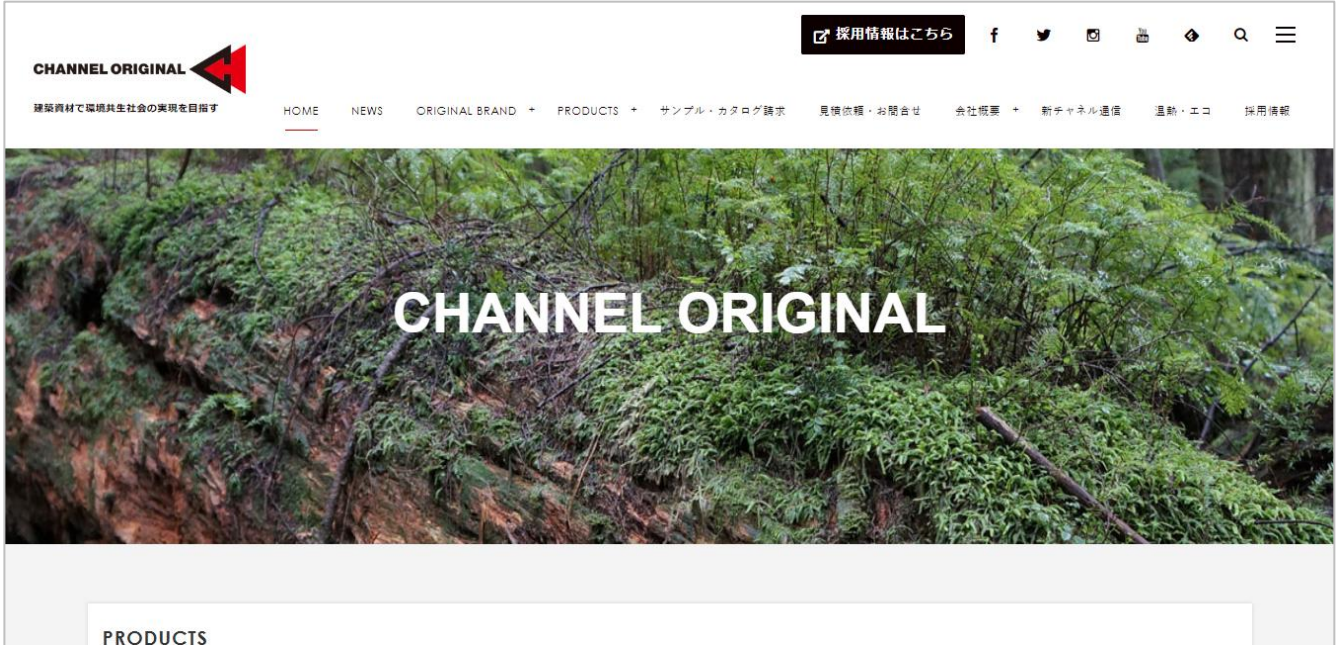 採用情報はこちら
CHANNEL ORIGINAL
建築資材で環境共生社会の実現を目指す
HOME NEWS ORIGINAL BRAND + PRODUCTS + サンプル・カタログ請求 見積依頼・お問合せ 会社概要 + 新チャネル通信 温熱・エコ 採用情報
CHANNEL ORIGINAL
PRODUCTS